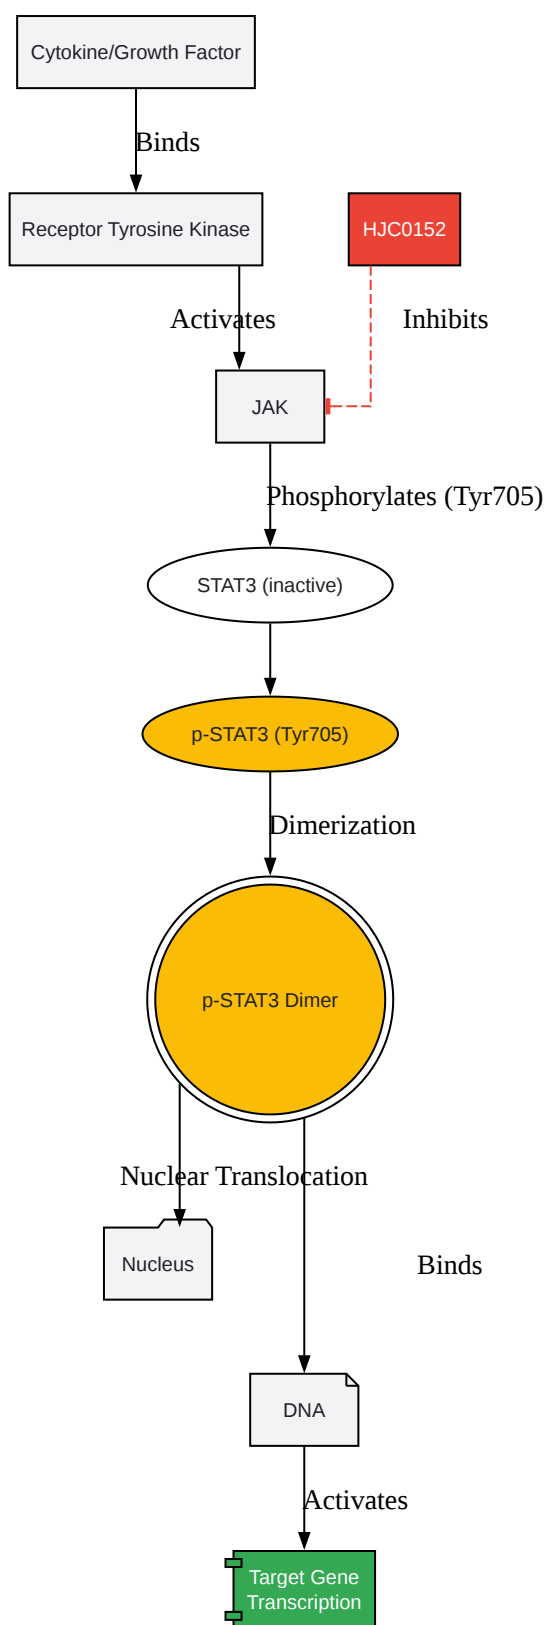 Cytokine/Growth Factor
Binds
Receptor Tyrosine Kinase
HJC0152
Activates
Inhibits
JAK
Phosphorylates (Tyr705)
STAT3 (inactive)
p-STAT3 (Tyr705)
Dimerization
p-STAT3 Dimer
Nuclear Translocation
Nucleus
Binds
DNA
Activates
Target Gene
Transcription